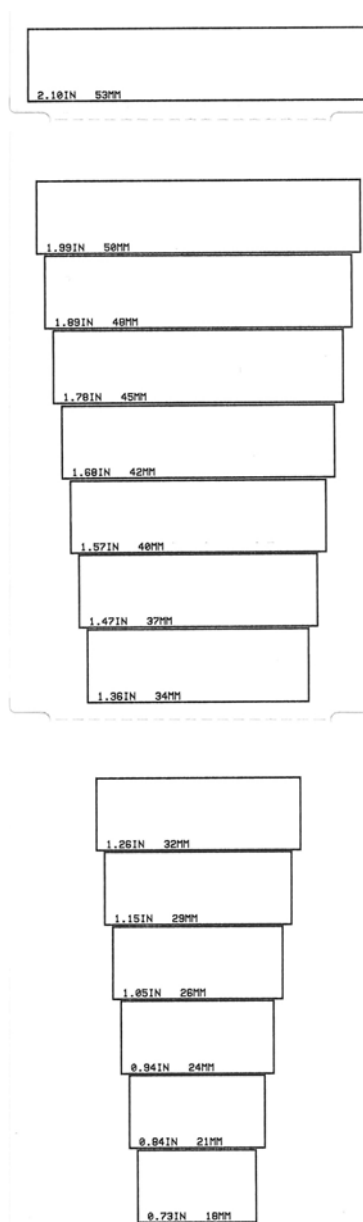 2.10IN 53MM
1.99IN 50MM
1.89IN 48MM
1.78IN 45MM
1.68IN 42MM
1.57IN 40MM
1.47IN 37MM
1.36IN 34MM
1.26IN 32MM
1.15IN 29MM
1.05IN 26MM
0.94IN 24MM
0.84IN 21MM
0.73IN 18MM